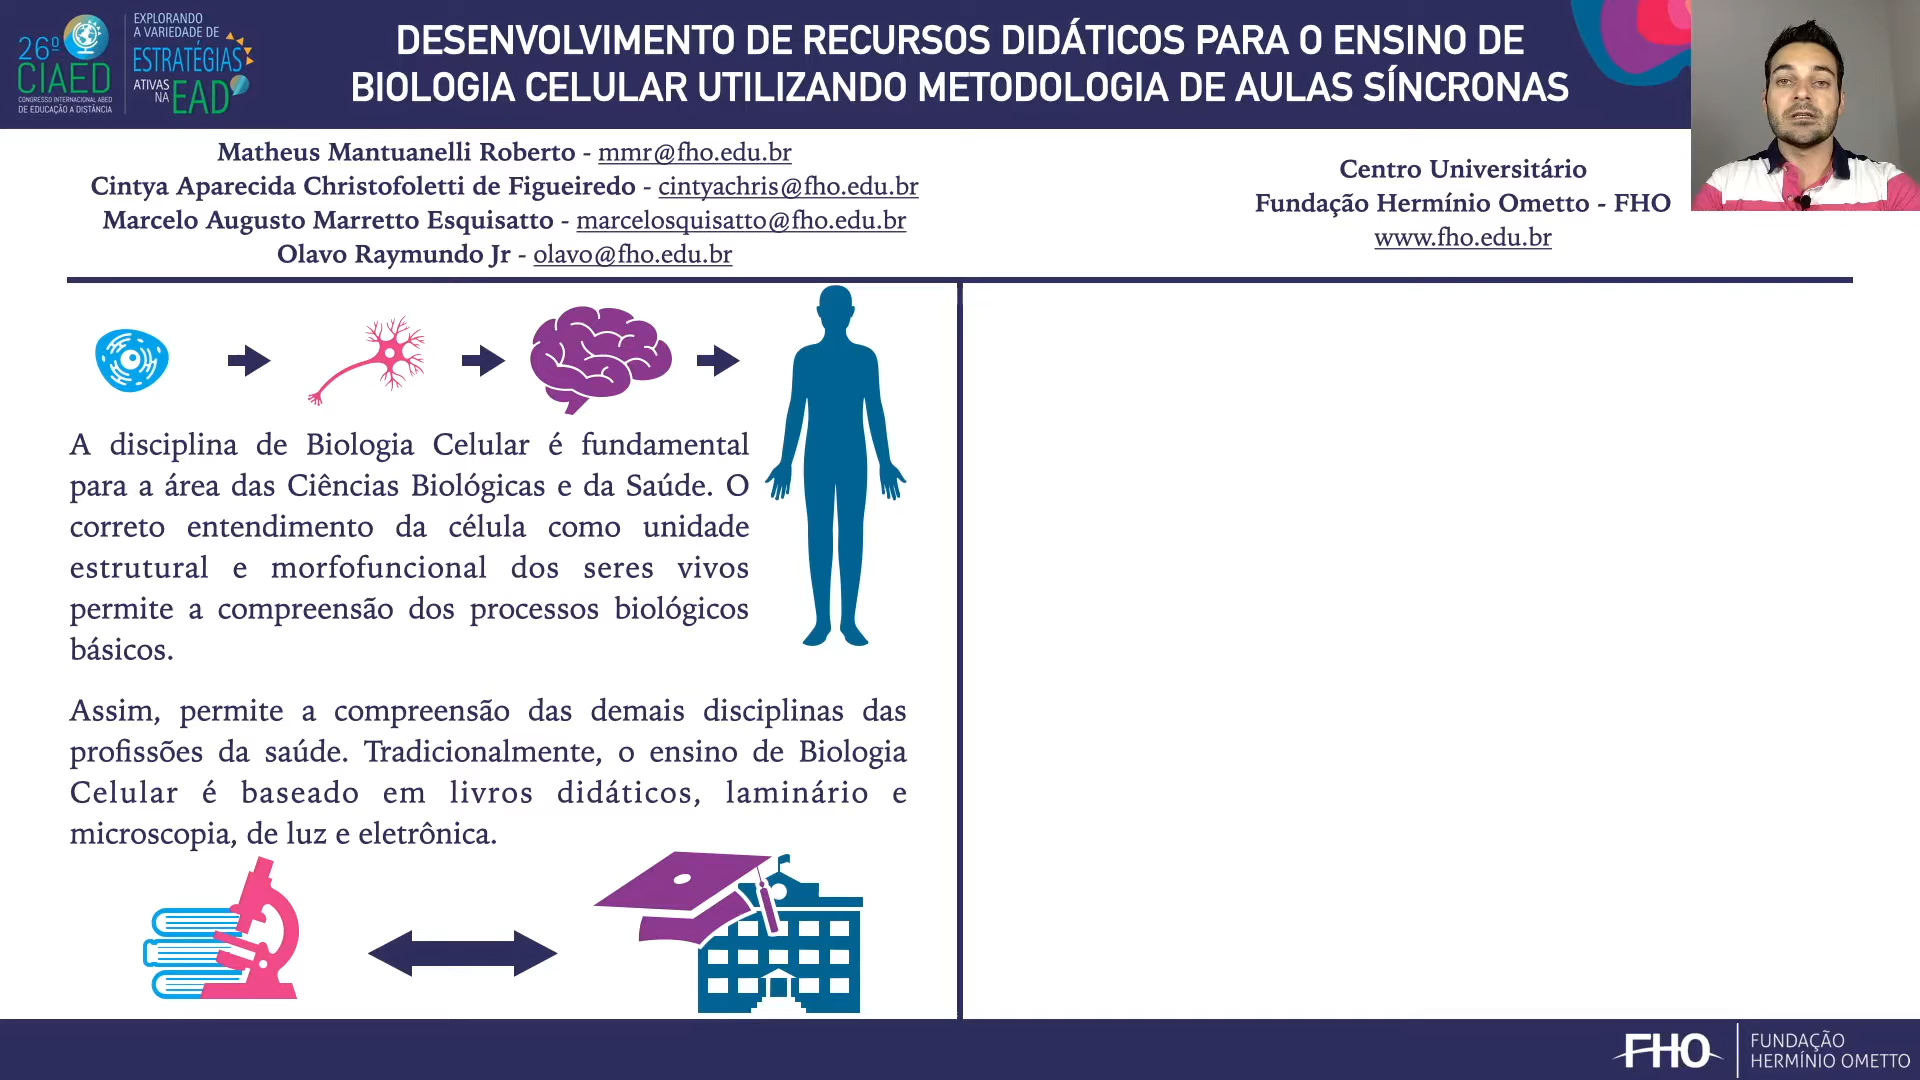 26º
CIAED
CONGRESSO INTERNACIONAL ABED
DE EDUCAÇÃO A DISTÂNCIA
EXPLORANDO
A VARIEDADE DE
ESTRATÉGIAS
ATIVAS
NA EAD
DESENVOLVIMENTO DE RECURSOS DIDÁTICOS PARA O ENSINO DE
BIOLOGIA CELULAR UTILIZANDO METODOLOGIA DE AULAS SÍNCRONAS
Matheus Mantuanelli Roberto - mmr@fho.edu.br
Cintya Aparecida Christofoletti de Figueiredo - cintyachris@fho.edu.br
Marcelo Augusto Marretto Esquisatto - marcelosquisatto@fho.edu.br
Olavo Raymundo Jr - olavo@fho.edu.br
Centro Universitário
Fundação Hermínio Ometto - FHO
www.fho.edu.br
A disciplina de Biologia Celular é fundamental
para a área das Ciências Biológicas e da Saúde. O
correto entendimento da célula como unidade
estrutural e morfofuncional dos seres vivos
permite a compreensão dos processos biológicos
básicos.
Assim, permite a compreensão das demais disciplinas das
profissões da saúde. Tradicionalmente, o ensino de Biologia
Celular é baseado em livros didáticos, laminário e
microscopia, de luz e eletrônica.
FHO
FUNDAÇÃO
HERMÍNIO OMETTO